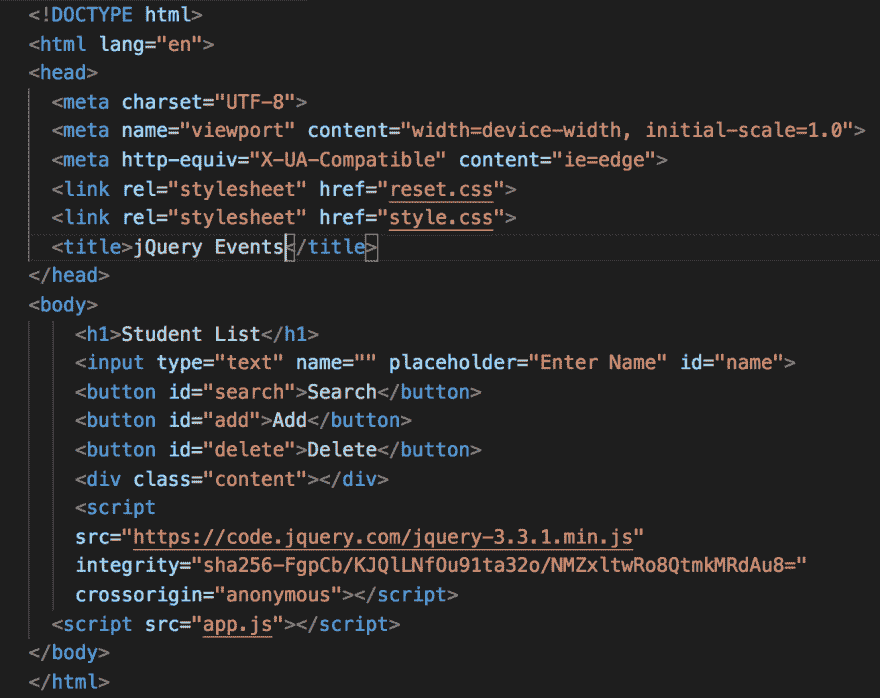 <!DOCTYPE html>
<html lang="en">
<head>
  <meta charset="UTF-8">
  <meta name="viewport" content="width=device-width, initial-scale=1.0">
  <meta http-equiv="X-UA-Compatible" content="ie=edge">
  <link rel="stylesheet" href="reset.css">
  <link rel="stylesheet" href="style.css">
  <title>jQuery Events</title>
</head>
<body>
    <h1>Student List</h1>
    <input type="text" name="" placeholder="Enter Name" id="name">
    <button id="search">Search</button>
    <button id="add">Add</button>
    <button id="delete">Delete</button>
    <div class="content"></div>
    <script
    src="https://code.jquery.com/jquery-3.3.1.min.js"
    integrity="sha256-FgpCb/KJQlLNfOu91ta32o/NMZxltwRo8QtmkMRdAu8="
    crossorigin="anonymous"></script>
  <script src="app.js"></script>
</body>
</html>